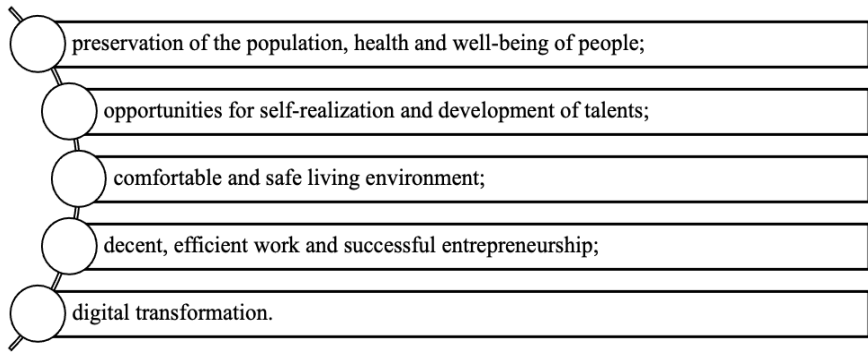 preservation of the population, health and well-being of people;
opportunities for self-realization and development of talents;
comfortable and safe living environment;
decent, efficient work and successful entrepreneurship;
digital transformation.